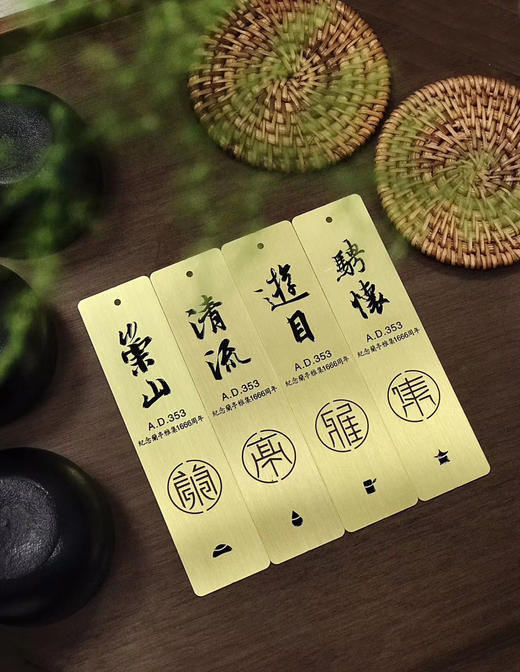 崇山
A.D.353
紀念蘭亭雅集1666周年
蘭
清流
A.D.353
紀念蘭亭雅集1666周年
亭
遊目
A.D.353
紀念蘭亭雅集1666周年
雅
騁懷
A.D.353
紀念蘭亭雅集1666周年
集